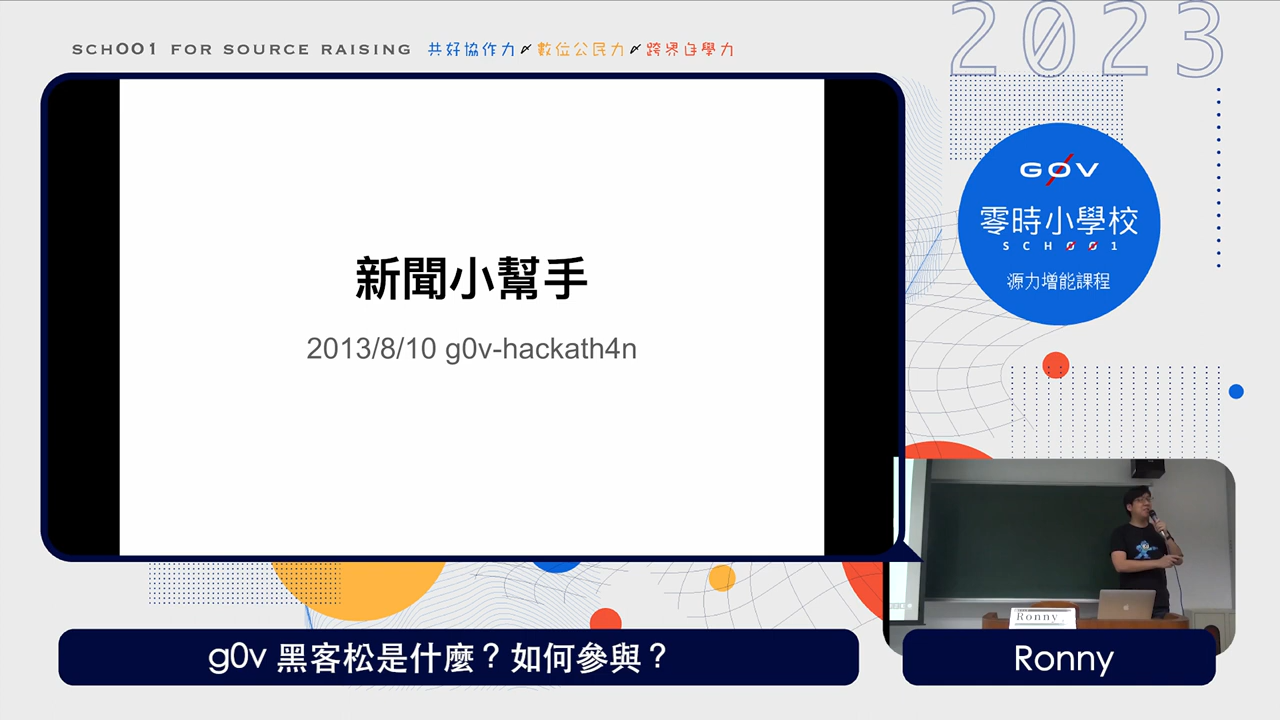 SCHOO1 FOR SOURCE RAISING 共好協作力 數位公民力 跨界自學力
2023
G0V
零時小學校
SCHOO1
源力增能課程
新聞小幫手
2013/8/10 g0v-hackath4n
Ronny
g0v 黑客松是什麼？如何參與？
Ronny